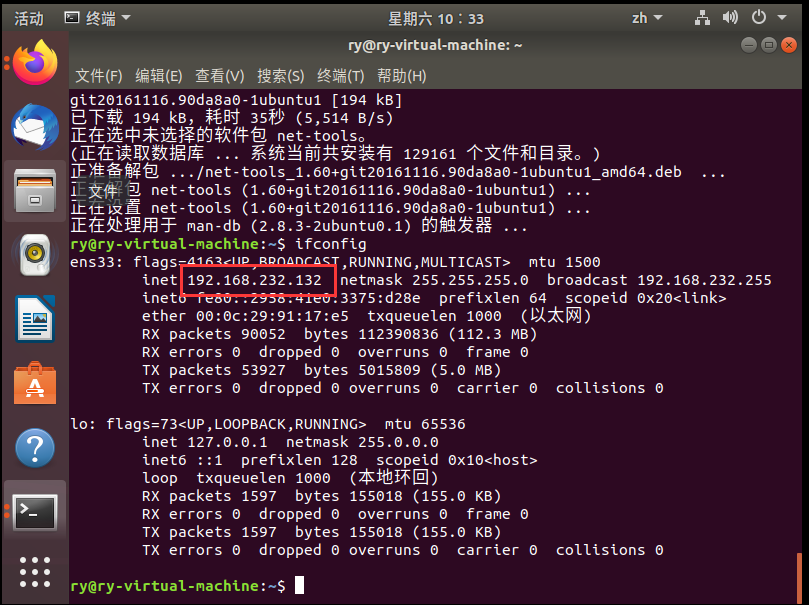 活动 终端 星期六 10：33 zh
ry@ry-virtual-machine: ~
文件(F) 编辑(E) 查看(V) 搜索(S) 终端(T) 帮助(H)
git20161116.90da8a0-1ubuntu1 [194 kB]
已下载 194 kB，耗时 35秒 (5,514 B/s)
正在选中未选择的软件包 net-tools。
(正在读取数据库 ... 系统当前共安装有 129161 个文件和目录。)
正准备解包 .../net-tools_1.60+git20161116.90da8a0-1ubuntu1_amd64.deb ...
文件
包 net-tools (1.60+git20161116.90da8a0-1ubuntu1) ...
正在设置 net-tools (1.60+git20161116.90da8a0-1ubuntu1) ...
正在处理用于 man-db (2.8.3-2ubuntu0.1) 的触发器 ...
ry@ry-virtual-machine:~$ ifconfig
ens33: flags=4163<UP,BROADCAST,RUNNING,MULTICAST>  mtu 1500
inet 192.168.232.132  netmask 255.255.255.0  broadcast 192.168.232.255
inet6 fe80::2958:41e0:3375:d28e  prefixlen 64  scopeid 0x20<link>
ether 00:0c:29:91:17:e5  txqueuelen 1000  (以太网)
RX packets 90052  bytes 112390836 (112.3 MB)
RX errors 0  dropped 0  overruns 0  frame 0
TX packets 53927  bytes 5015809 (5.0 MB)
TX errors 0  dropped 0 overruns 0  carrier 0  collisions 0
lo: flags=73<UP,LOOPBACK,RUNNING>  mtu 65536
inet 127.0.0.1  netmask 255.0.0.0
inet6 ::1  prefixlen 128  scopeid 0x10<host>
loop  txqueuelen 1000  (本地环回)
RX packets 1597  bytes 155018 (155.0 KB)
RX errors 0  dropped 0  overruns 0  frame 0
TX packets 1597  bytes 155018 (155.0 KB)
TX errors 0  dropped 0 overruns 0  carrier 0  collisions 0
ry@ry-virtual-machine:~$